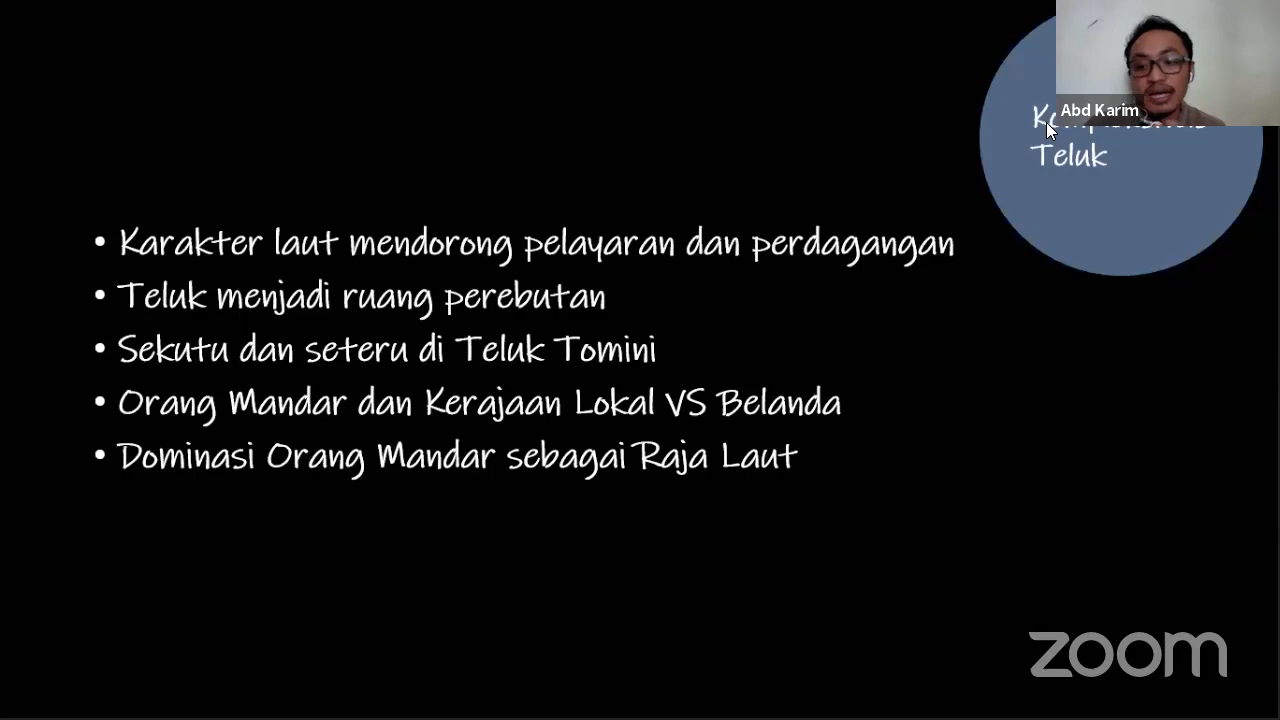 Abd Karim
Teluk
• Karakter laut mendorong pelayaran dan perdagangan
• Teluk menjadi ruang perebutan
• Sekutu dan seteru di Teluk Tomini
• Orang Mandar dan Kerajaan Lokal VS Belanda
• Dominasi Orang Mandar sebagai Raja Laut
zoom